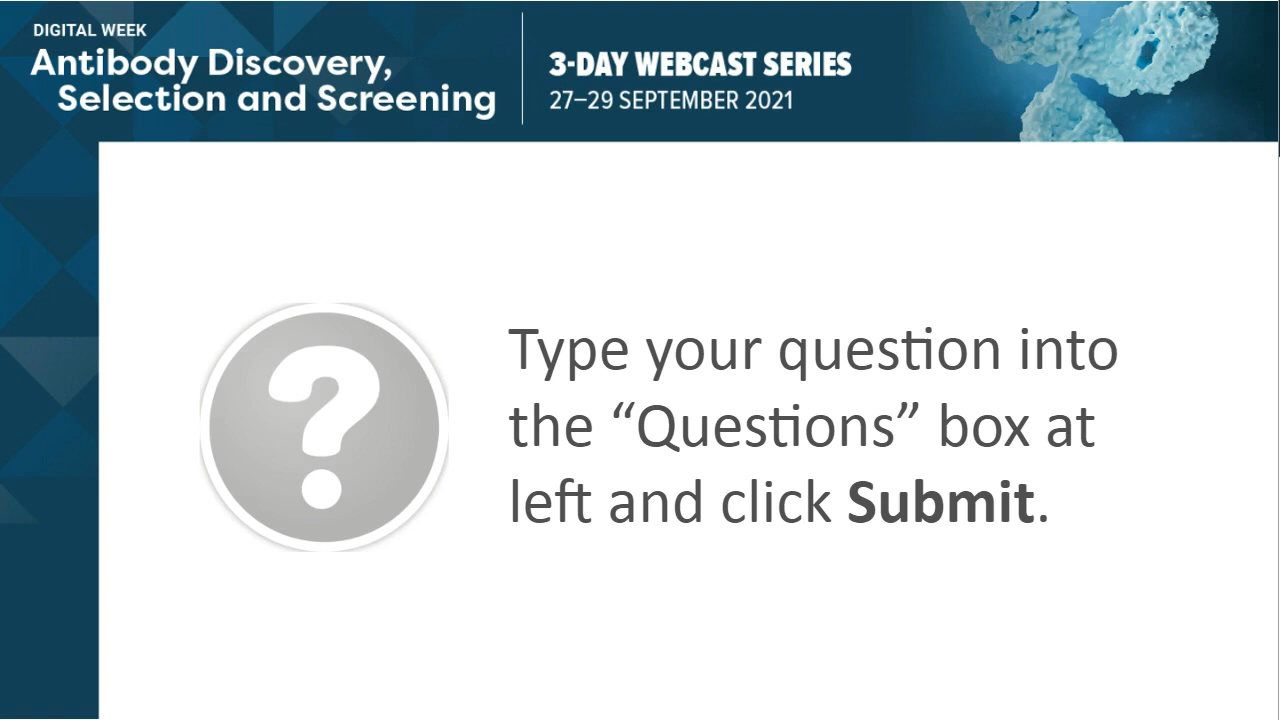 DIGITAL WEEK
Antibody Discovery,
Selection and Screening
3-DAY WEBCAST SERIES
27–29 SEPTEMBER 2021
?
Type your question into
the “Questions” box at
left and click Submit.